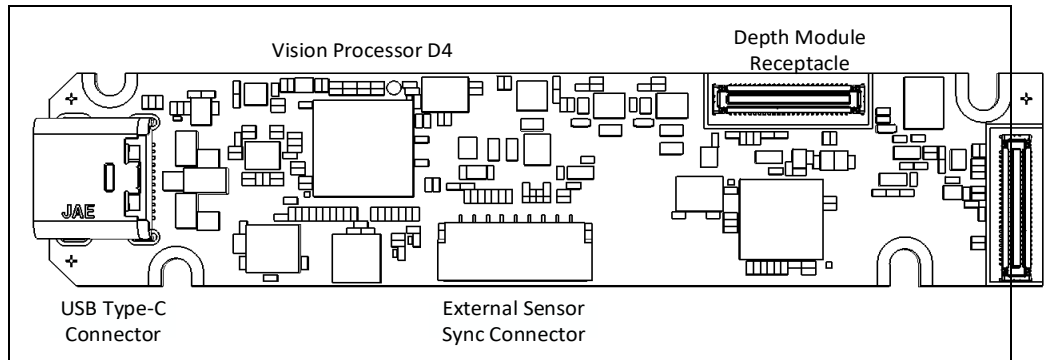 Vision Processor D4
Depth Module
Receptacle
JAE
USB Type-C
Connector
External Sensor
Sync Connector